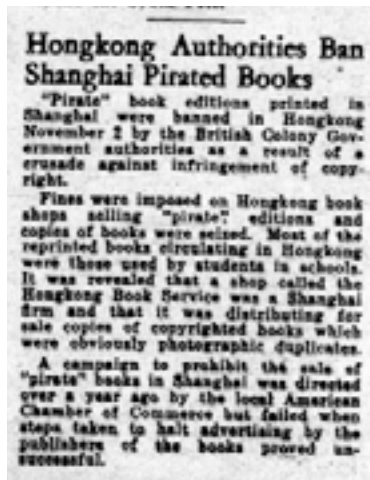 Hongkong Authorities Ban
Shanghai Pirated Books
"Pirate" book editions printed in
Shanghai were banned in Hongkong
November 2 by the British Colony Gov-
ernment authorities as a result of a
crusade against infringement of copy-
right.
Fines were imposed on Hongkong book
shops selling "pirate" editions and
copies of books were seized. Most of the
reprinted books circulating in Hongkong
were those used by students in schools.
It was revealed that a shop called the
Hongkong Book Service was a Shanghai
firm and that it was distributing for
sale copies of copyrighted books which
were obviously photographic duplicates.
A campaign to prohibit the sale of
"pirate" books in Shanghai was directed
over a year ago by the local American
Chamber of Commerce but failed when
steps taken to halt advertising by the
publishers of the books proved un-
successful.